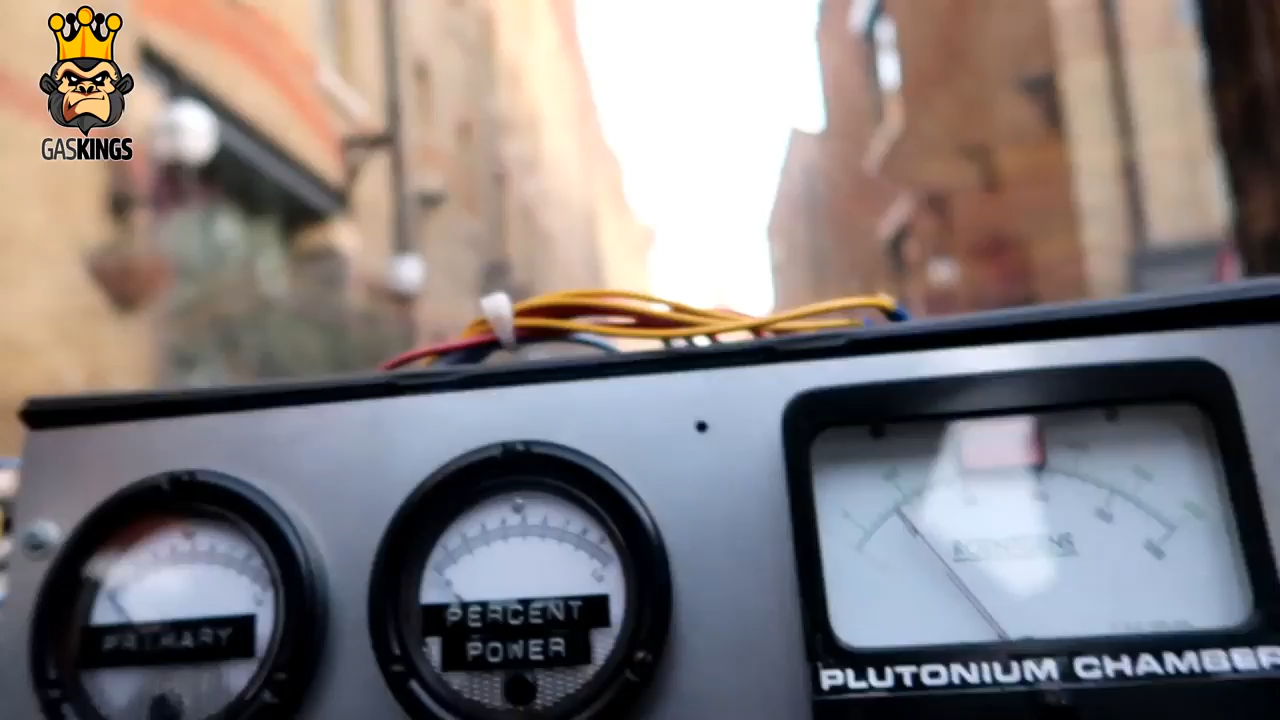 GASKINGS
PRIMARY
PERCENT
POWER
PLUTONIUM CHAMBER